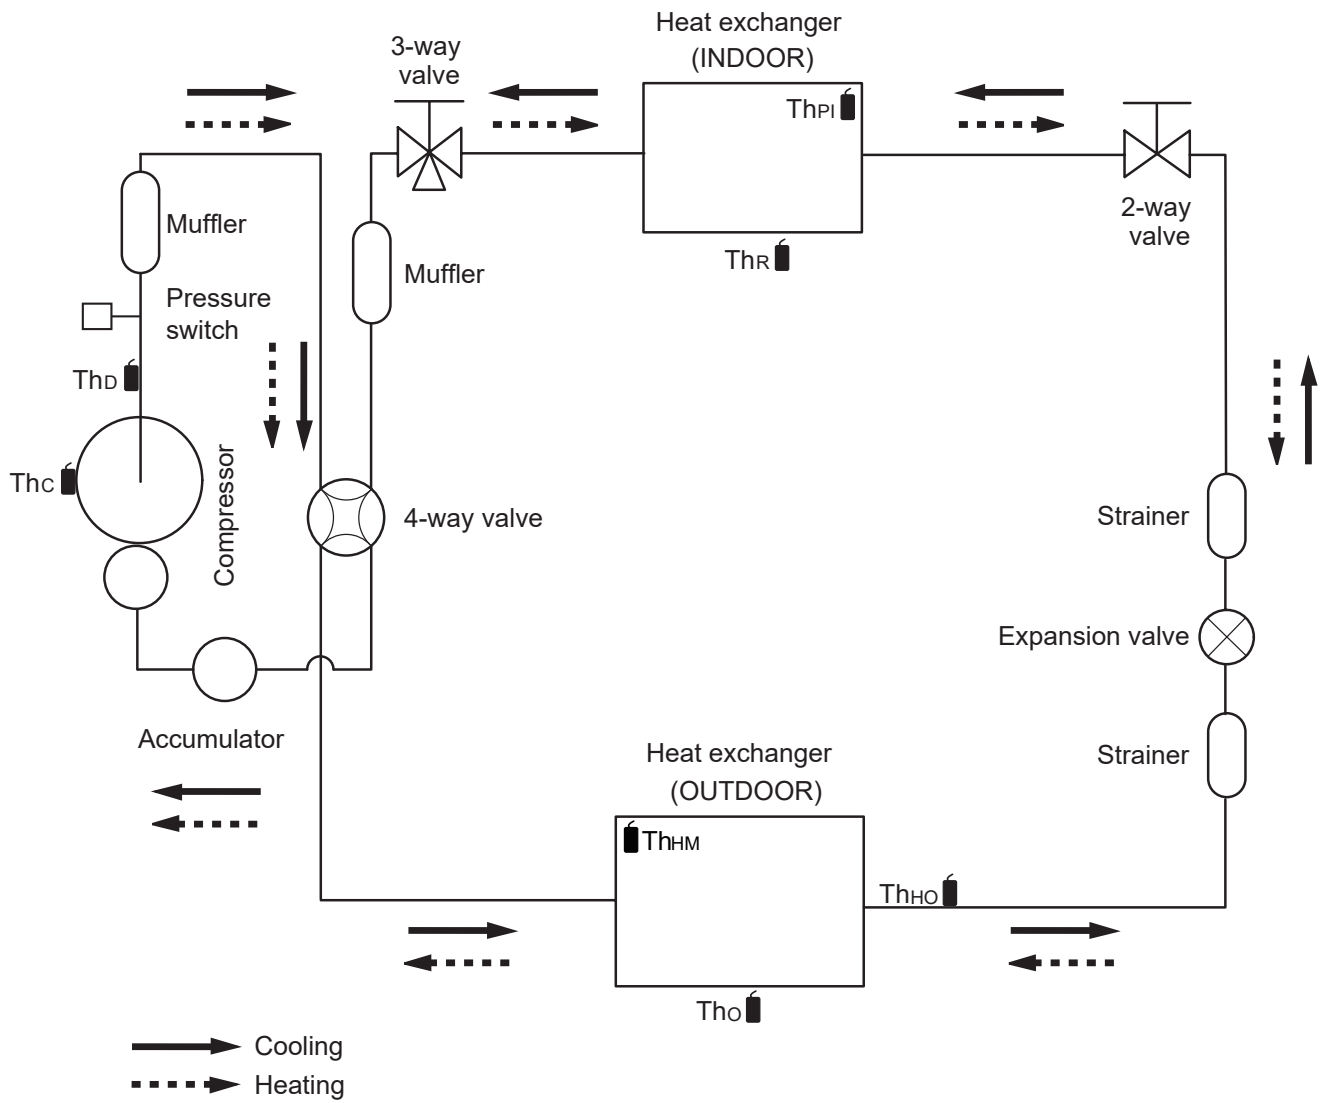 Heat exchanger
(INDOOR)
3-way
valve
ThPI
2-way
valve
Muffler
ThR
Muffler
Pressure
switch
ThD
ThC
Compressor
4-way valve
Strainer
Expansion valve
Accumulator
Strainer
Heat exchanger
(OUTDOOR)
ThHM
ThHO
ThO
Cooling
Heating